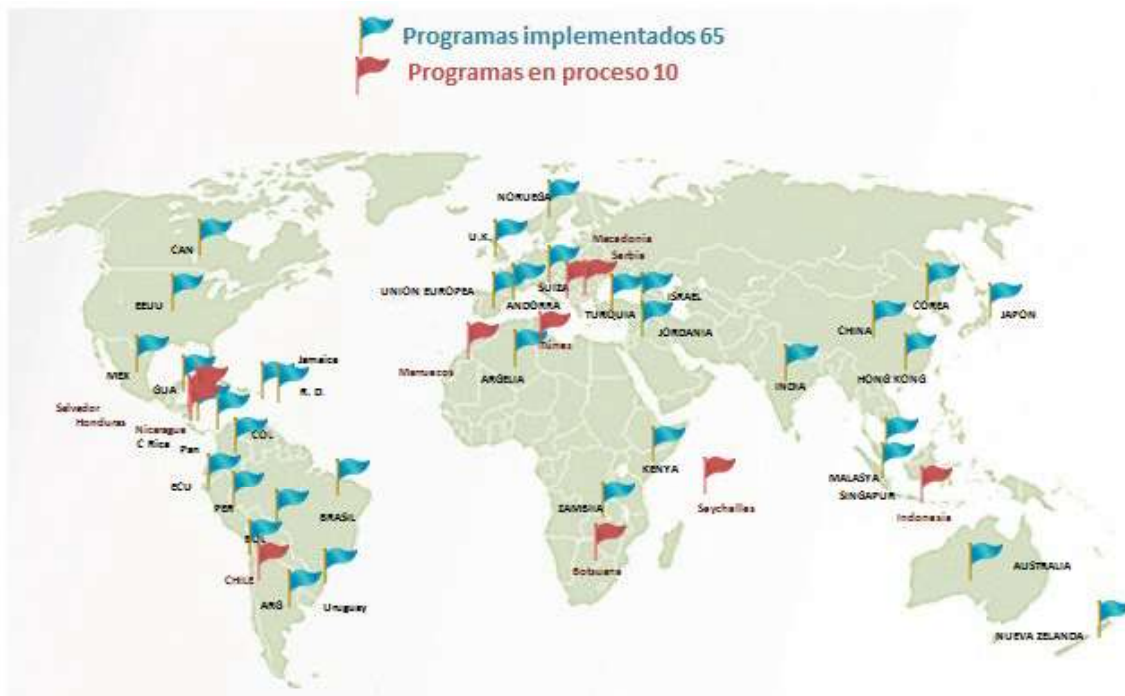 Programas implementados 65
Programas en proceso 10
NORUEGA
U.K.
CAN
Macedonia
Serbia
SUIZA
UNIÓN EUROPEA
ANDORRA
EEUU
ISRAEL
TURQUIA
JORDANIA
COREA
JAPÓN
CHINA
Túnez
MEX
Jamaica
GUA
R. D.
Marruecos
ARGELIA
INDIA
HONG KONG
Salvador
Honduras
Nicaragua
C Rica
Pan
COL
KENYA
ECU
PER
BRASIL
ZAMBIA
Seychelles
MALASYA
SINGAPUR
Indonesia
BOL
CHILE
Botsuana
AUSTRALIA
ARG
Uruguay
NUEVA ZELANDA